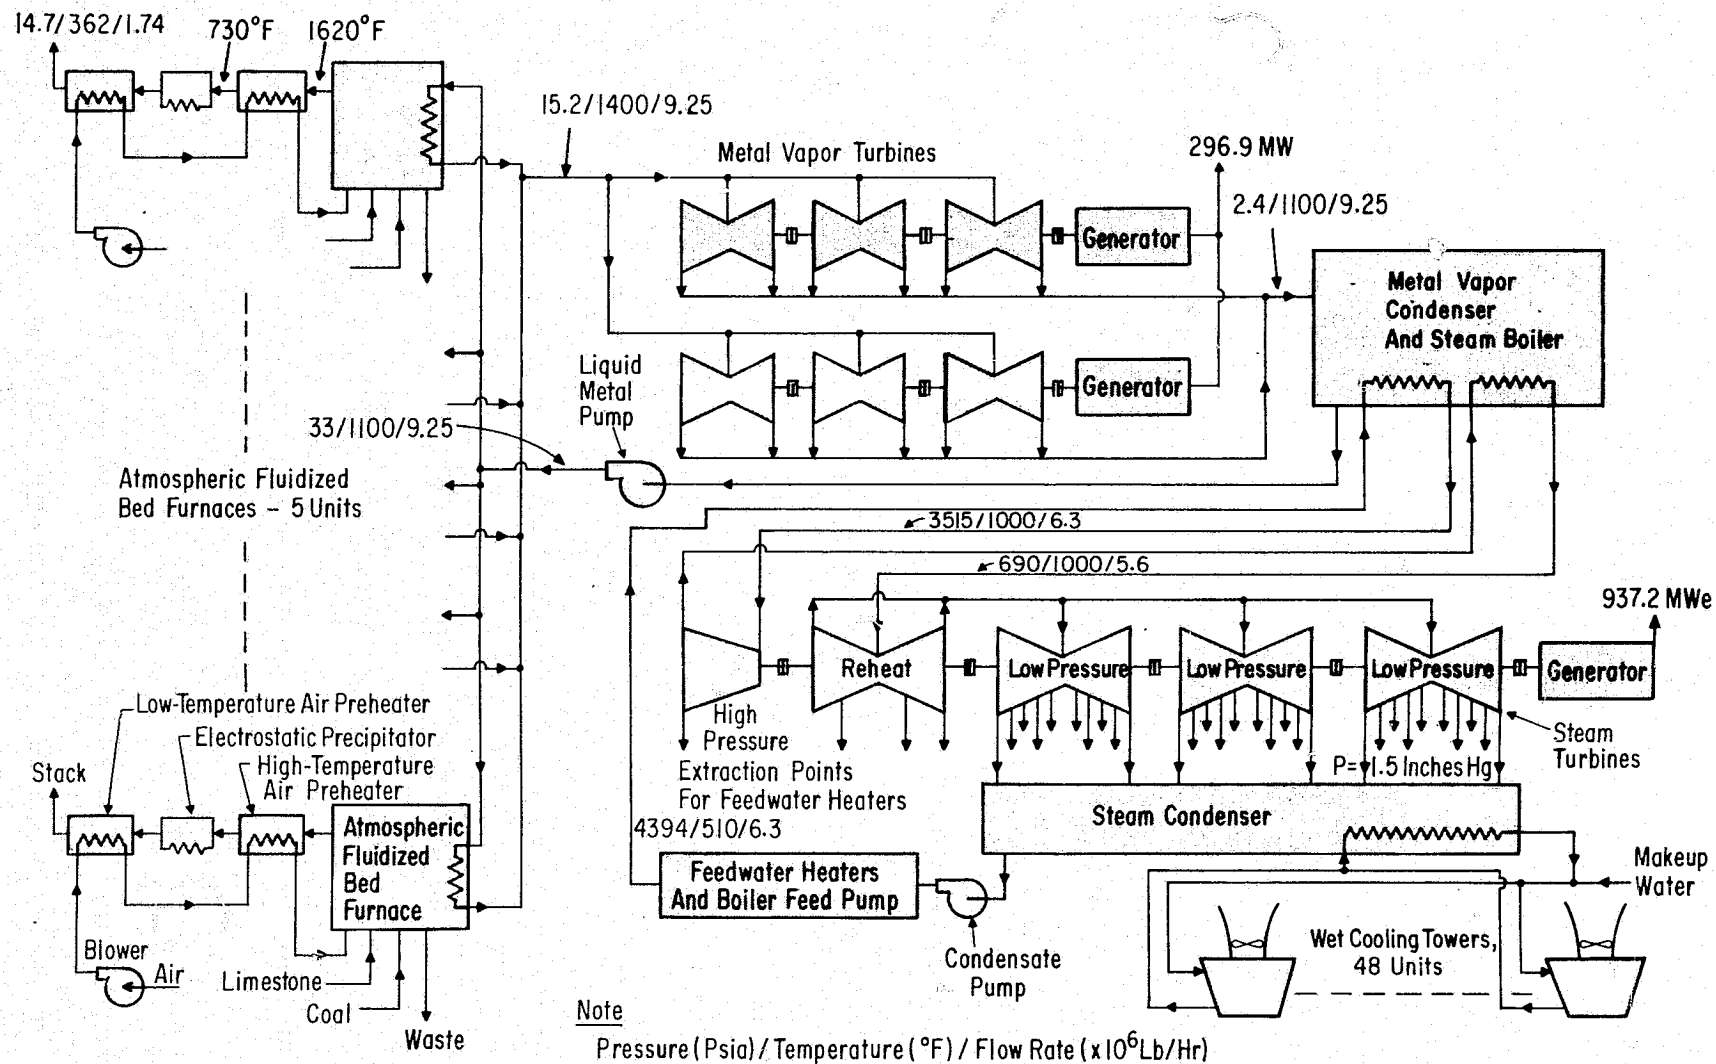 14.7/362/1.74
730°F
1620°F
15.2/1400/9.25
Metal Vapor Turbines
296.9 MW
2.4/1100/9.25
Generator
Metal Vapor
Condenser
And Steam Boiler
Liquid
Metal
Pump
Generator
33/1100/9.25
Atmospheric Fluidized
Bed Furnaces - 5 Units
3515/1000/6.3
690/1000/5.6
937.2 MWe
Reheat
Low Pressure
Low Pressure
Low Pressure
Generator
Low-Temperature Air Preheater
Electrostatic Precipitator
High-Temperature
Air Preheater
Stack
High
Pressure
Extraction Points
For Feedwater Heaters
Steam
Turbines
P= 1.5 Inches Hg
4394/510/6.3
Steam Condenser
Atmospheric
Fluidized
Bed
Furnace
Feedwater Heaters
And Boiler Feed Pump
Makeup
Water
Blower
Air
Limestone
Coal
Waste
Condensate
Pump
Wet Cooling Towers,
48 Units
Note
Pressure (Psia) / Temperature (°F) / Flow Rate (x10⁶Lb/Hr)